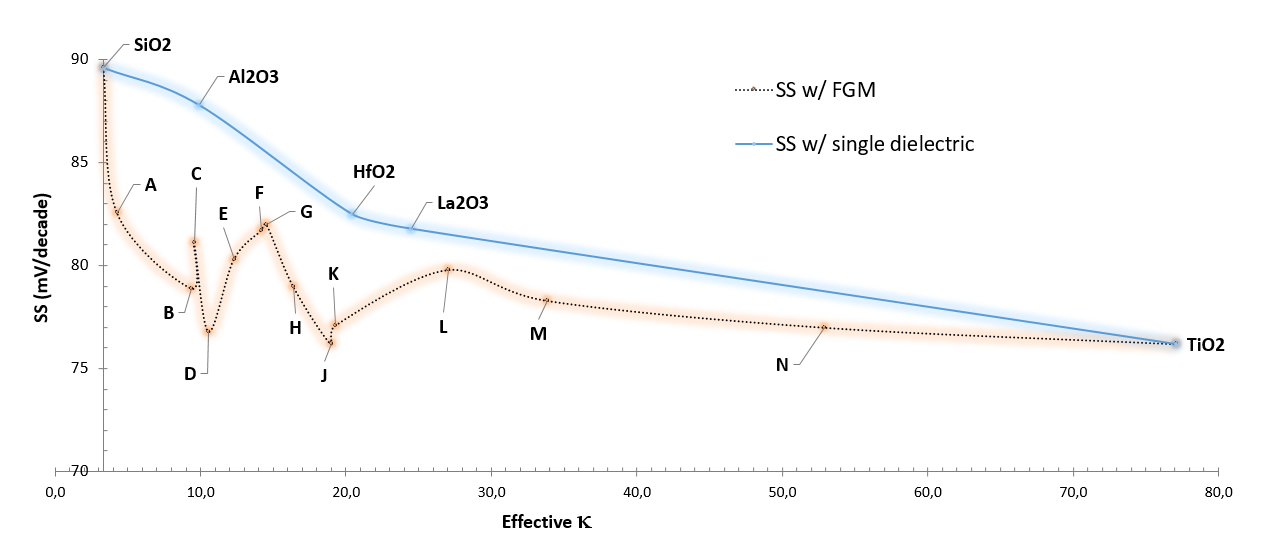 SiO2
90
Al2O3
SS w/ FGM
SS w/ single dielectric
85
HfO2
C
A
F
La2O3
E
G
SS (mV/decade)
80
K
B
H
L
M
75
D
J
N
TiO2
70
0,0 10,0 20,0 30,0 40,0 50,0 60,0 70,0 80,0
Effective K